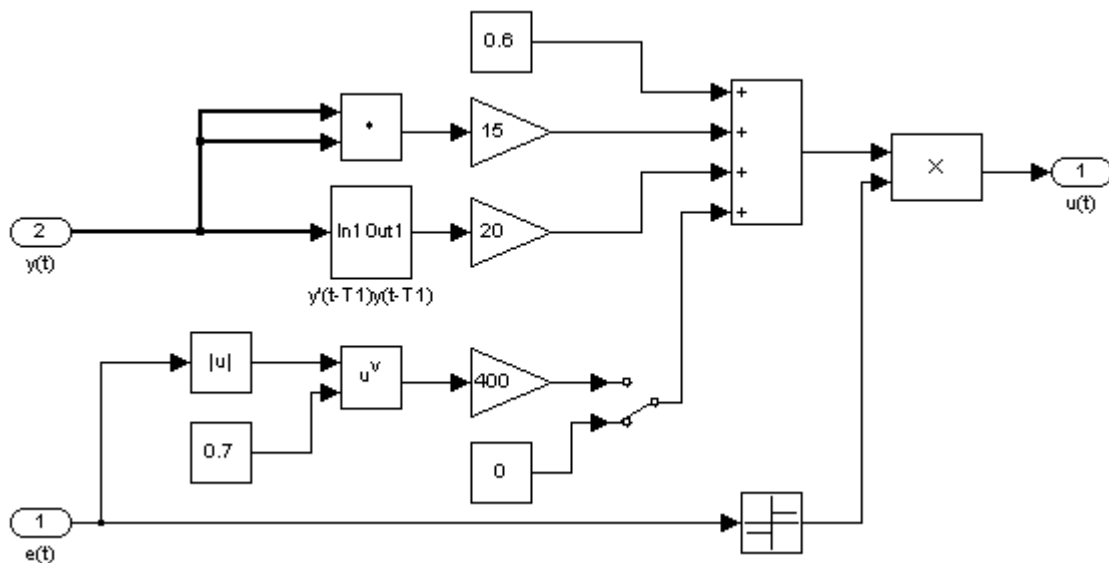 0.6
15
+
+
+
+
×
1
u(t)
2
y(t)
In1 Out1
20
y'(t-T1)y(t-T1)
|u|
u^v
400
0.7
0
1
e(t)